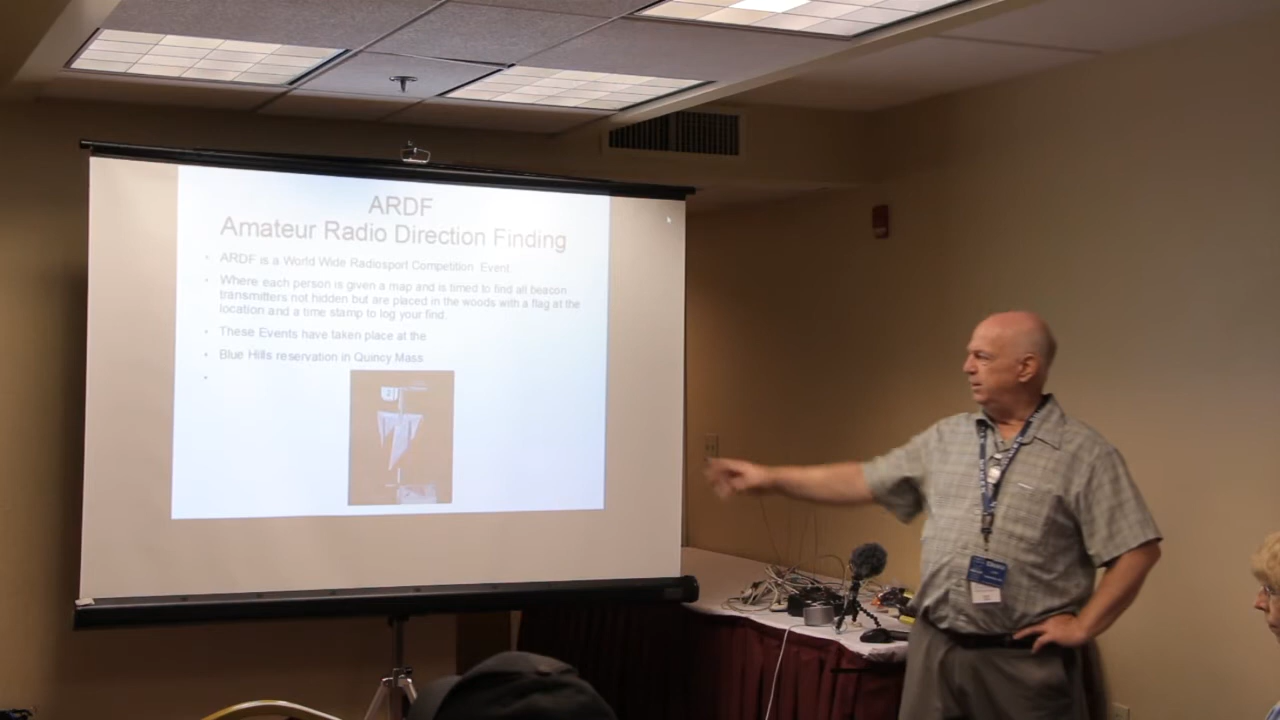 ARDF
Amateur Radio Direction Finding
• ARDF is a World Wide Radiosport Competition Event
• Where each person is given a map and is timed to find all beacon
transmitters not hidden but are placed in the woods with a flag at the
location and a time stamp to log your find.
• These Events have taken place at the
• Blue Hills reservation in Quincy Mass
•